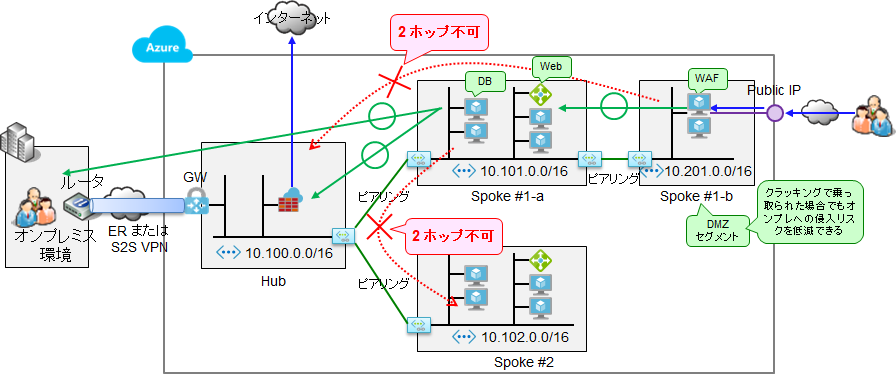 インターネット
2ホップ不可
Azure
DB
Web
WAF
Public IP
10.101.0.0/16
Spoke #1-a
ピアリング
10.201.0.0/16
Spoke #1-b
クラッキングで乗っ
取られた場合でもオ
ンプレへの侵入リス
クを低減できる
DMZ
セグメント
ルータ
オンプレミス
環境
ER または
S2S VPN
GW
10.100.0.0/16
Hub
ピアリング
2ホップ不可
ピアリング
10.102.0.0/16
Spoke #2